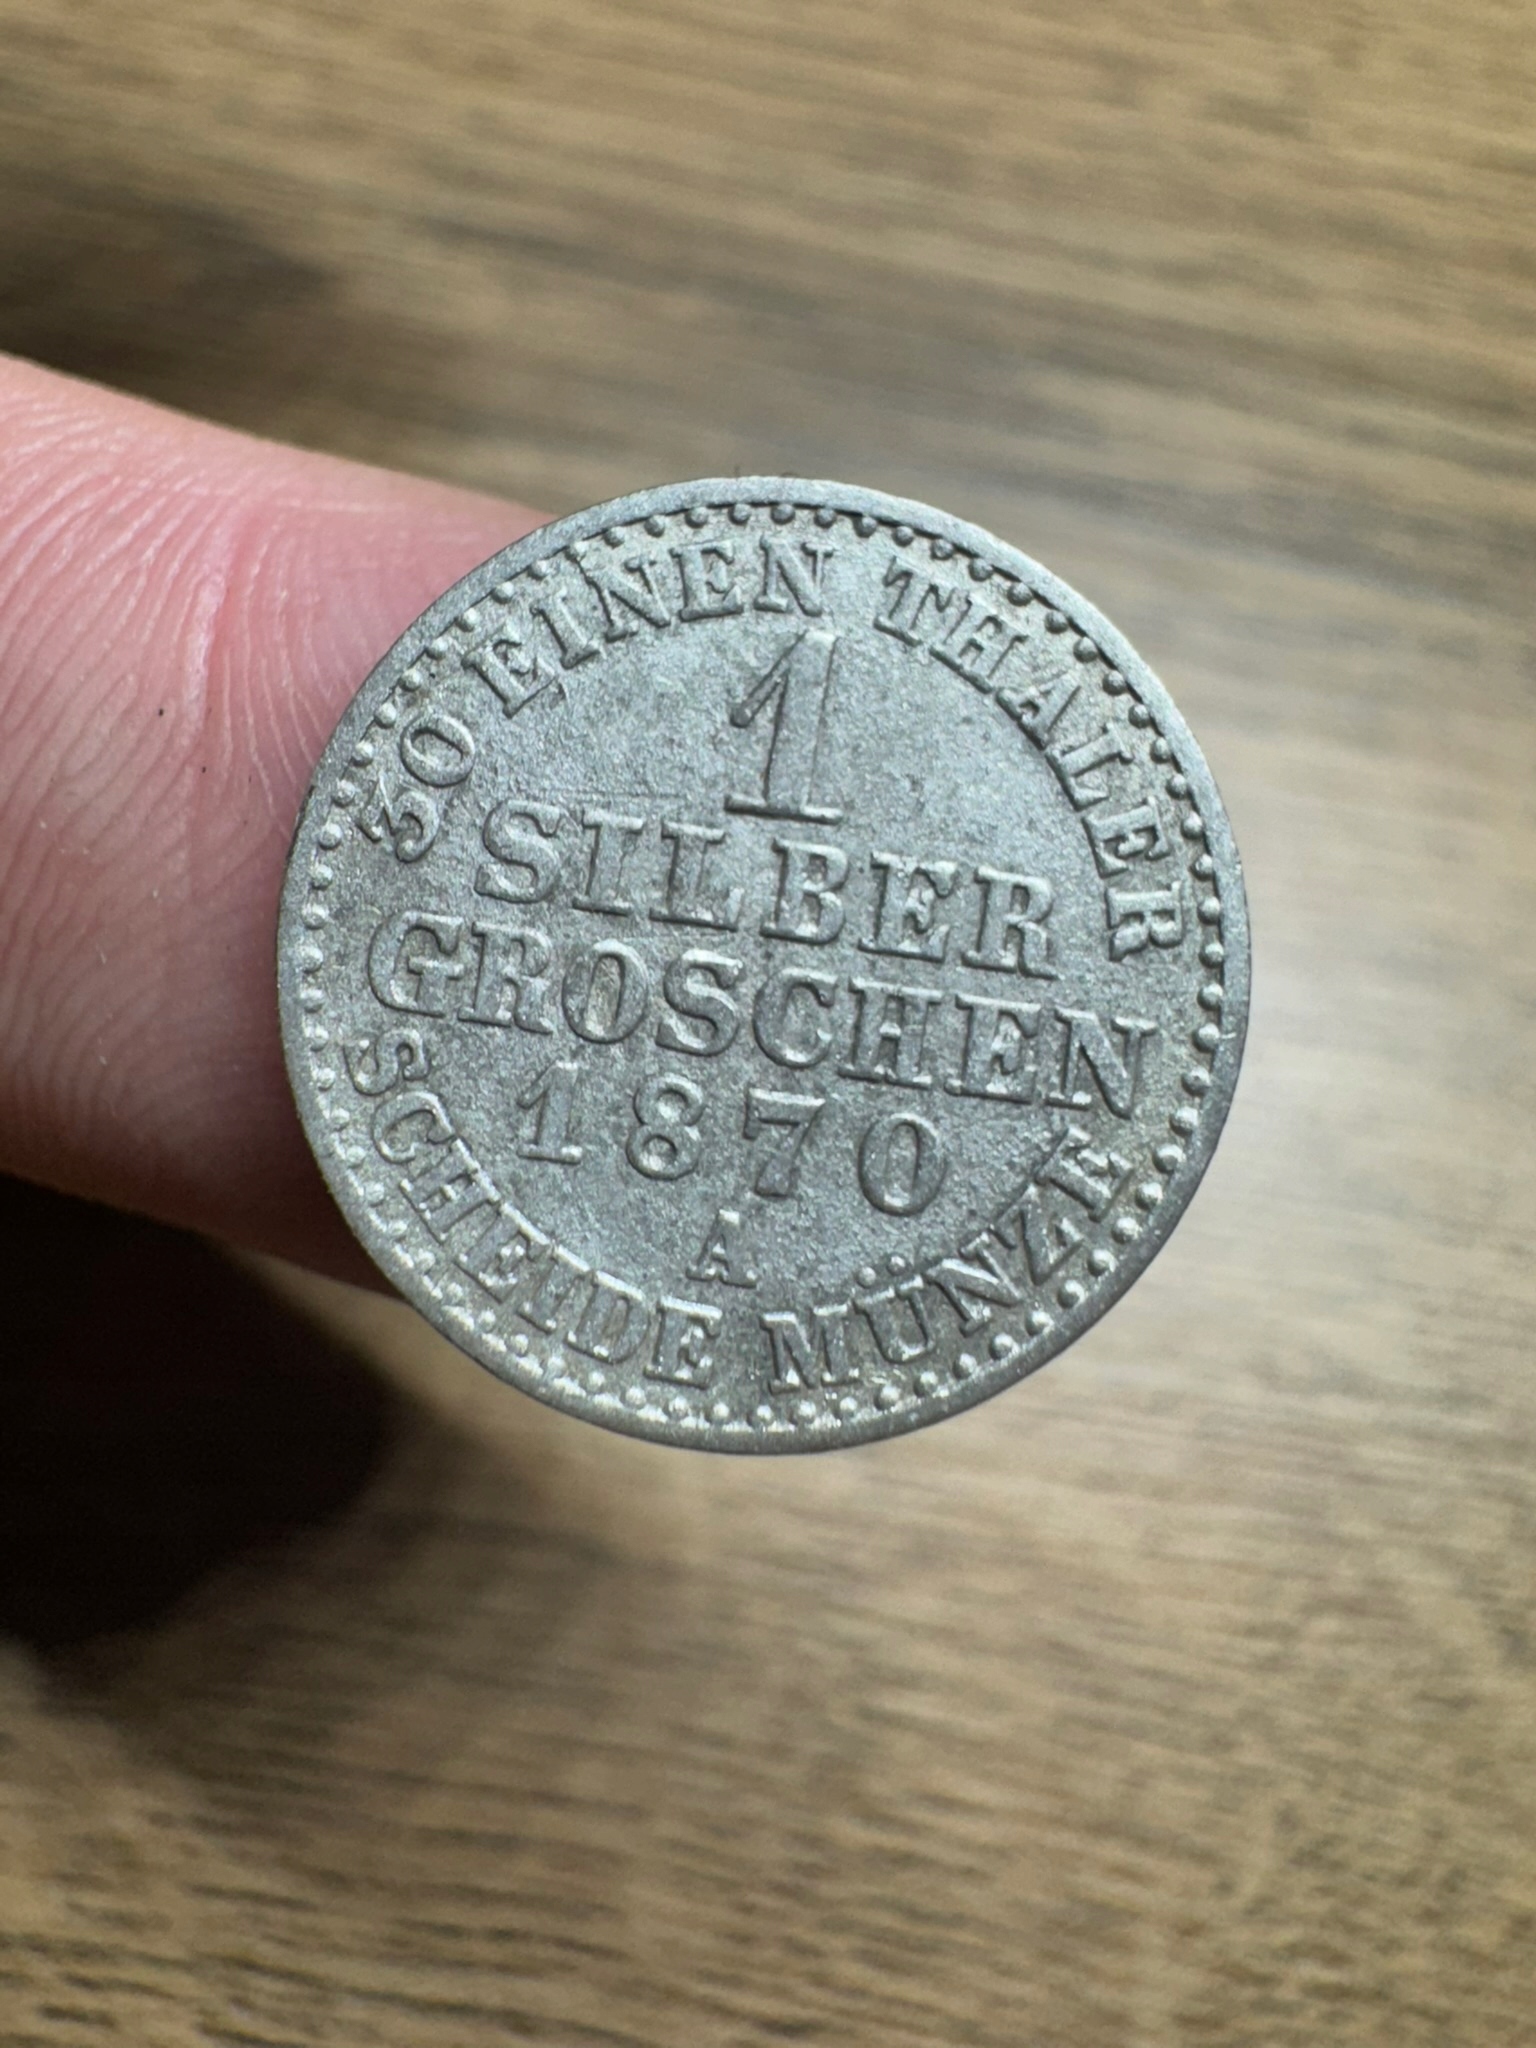 30 EINEN THALER
1
SILBER
GROSCHEN
1870
A
SCHEIDE MÜNZE